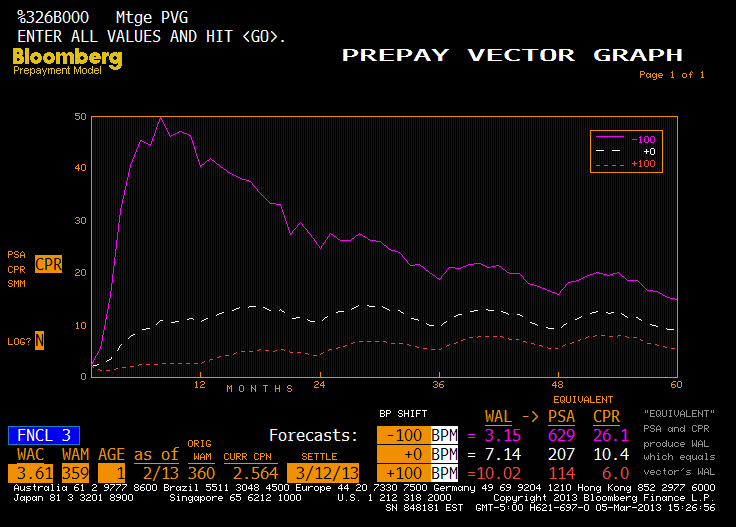 %326B000 Mtge PVG
ENTER ALL VALUES AND HIT <GO>.
Bloomberg
Prepayment Model
PREPAY VECTOR GRAPH
Page 1 of 1
50
40
30
20
10
0
-100
+0
+100
PSA
CPR
SMM
CPR
LOG? N
12 24 36 48 60
MONTHS
EQUIVALENT
BP SHIFT WAL -> PSA CPR
"EQUIVALENT"
FNCL 3
Forecasts: -100 BPM = 3.15 629 26.1
PSA and CPR
produce WAL
WAC WAM AGE as of ORIG WAM CURR CPN SETTLE
+0 BPM = 7.14 207 10.4
which equals
3.61 359 1 2/13 360 2.564 3/12/13
+100 BPM =10.02 114 6.0
vector's WAL
Australia 61 2 9777 8600 Brazil 5511 3048 4500 Europe 44 20 7330 7500 Germany 49 69 9204 1210 Hong Kong 852 2977 6000
Japan 81 3 3201 8900 Singapore 65 6212 1000 U.S. 1 212 318 2000 Copyright 2013 Bloomberg Finance L.P.
SN 848181 EST GMT-5:00 H621-697-0 05-Mar-2013 15:26:56